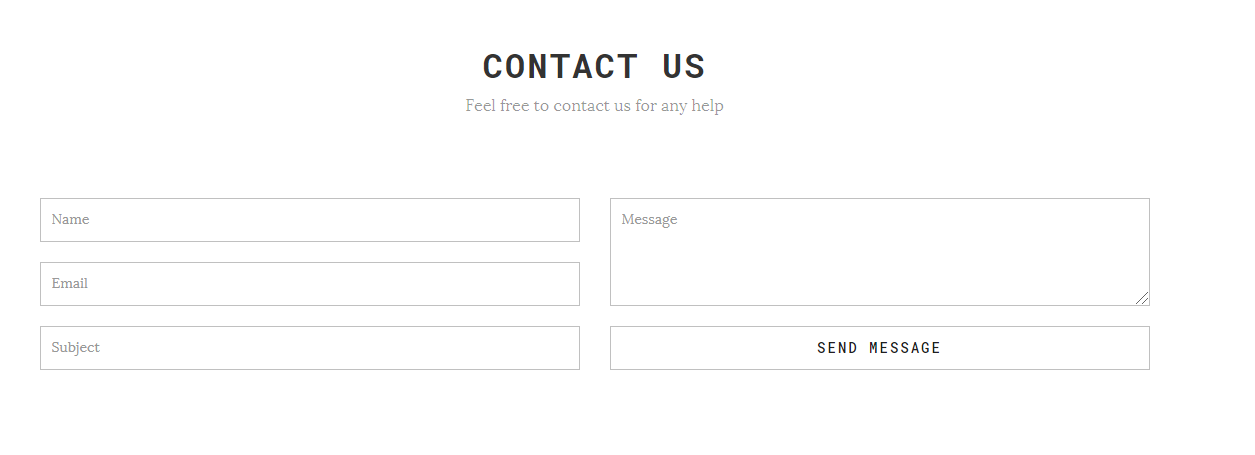 CONTACT US
Feel free to contact us for any help
Name
Email
Subject
Message
SEND MESSAGE